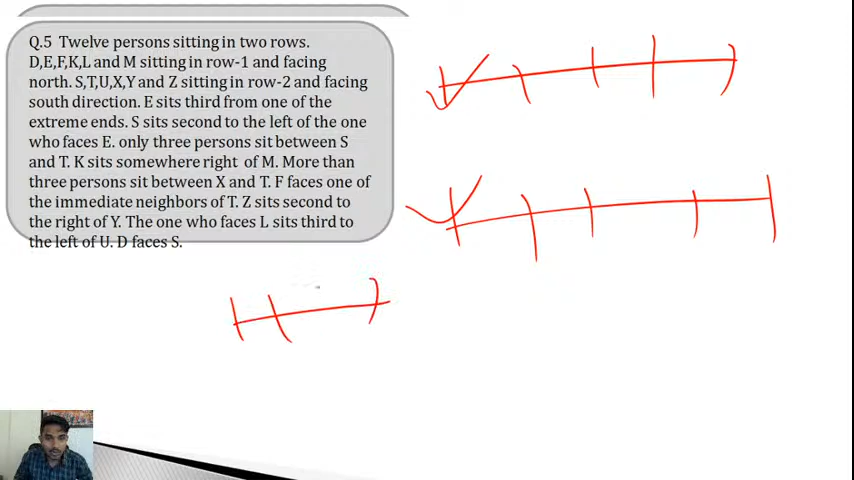 Q.5 Twelve persons sitting in two rows.
D,E,F,K,L and M sitting in row-1 and facing
north. S,T,U,X,Y and Z sitting in row-2 and facing
south direction. E sits third from one of the
extreme ends. S sits second to the left of the one
who faces E. only three persons sit between S
and T. K sits somewhere right of M. More than
three persons sit between X and T. F faces one of
the immediate neighbors of T. Z sits second to
the right of Y. The one who faces L sits third to
the left of U. D faces S.